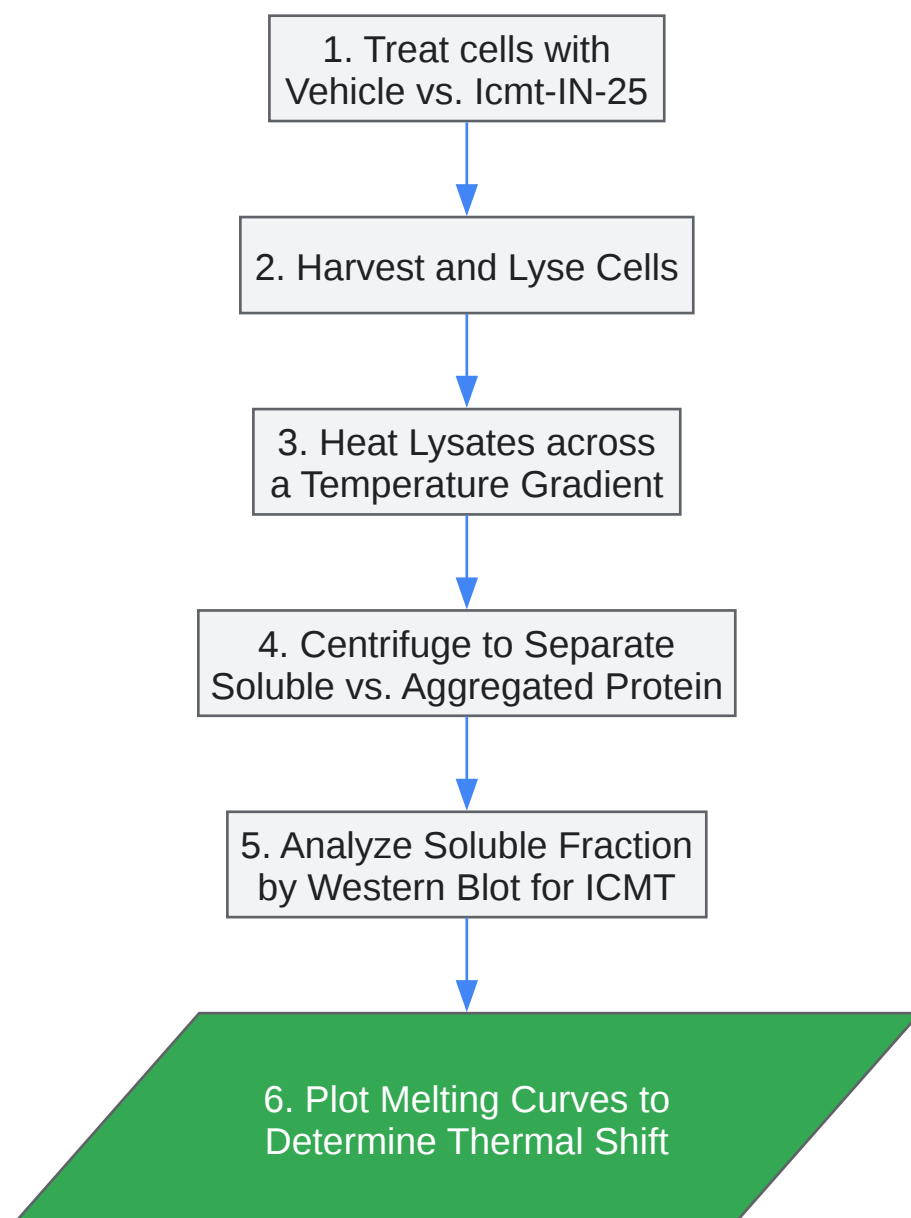 1. Treat cells with
Vehicle vs. Icmt-IN-25
2. Harvest and Lyse Cells
3. Heat Lysates across
a Temperature Gradient
4. Centrifuge to Separate
Soluble vs. Aggregated Protein
5. Analyze Soluble Fraction
by Western Blot for ICMT
6. Plot Melting Curves to
Determine Thermal Shift